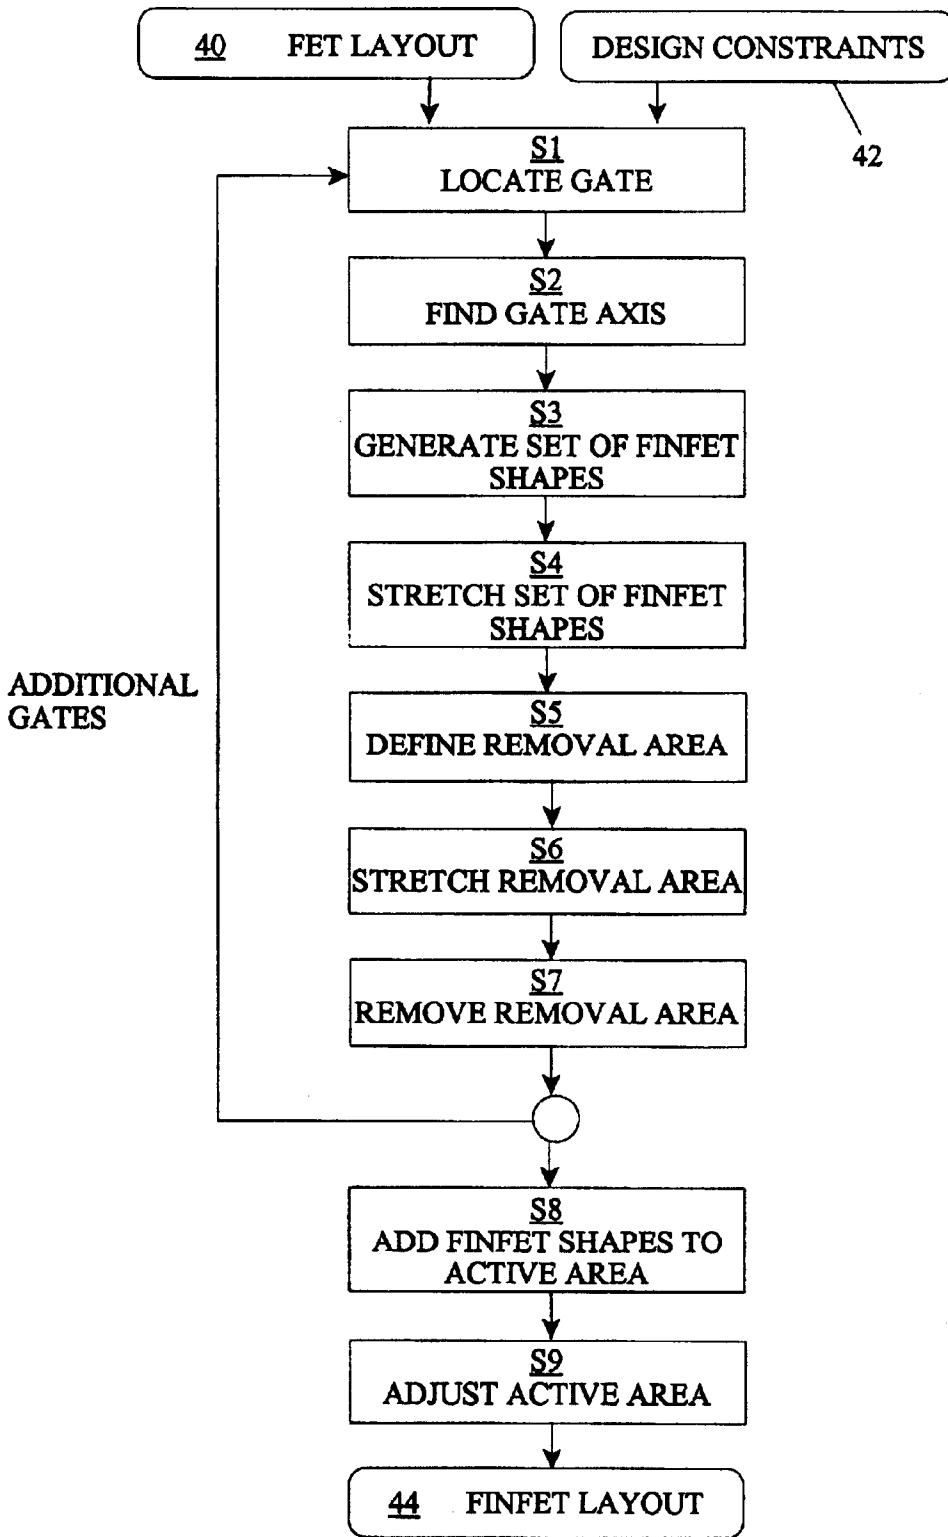 40 FET LAYOUT
DESIGN CONSTRAINTS
42
S1
LOCATE GATE
S2
FIND GATE AXIS
S3
GENERATE SET OF FINFET
SHAPES
S4
STRETCH SET OF FINFET
SHAPES
ADDITIONAL
GATES
S5
DEFINE REMOVAL AREA
S6
STRETCH REMOVAL AREA
S7
REMOVE REMOVAL AREA
S8
ADD FINFET SHAPES TO
ACTIVE AREA
S9
ADJUST ACTIVE AREA
44 FINFET LAYOUT